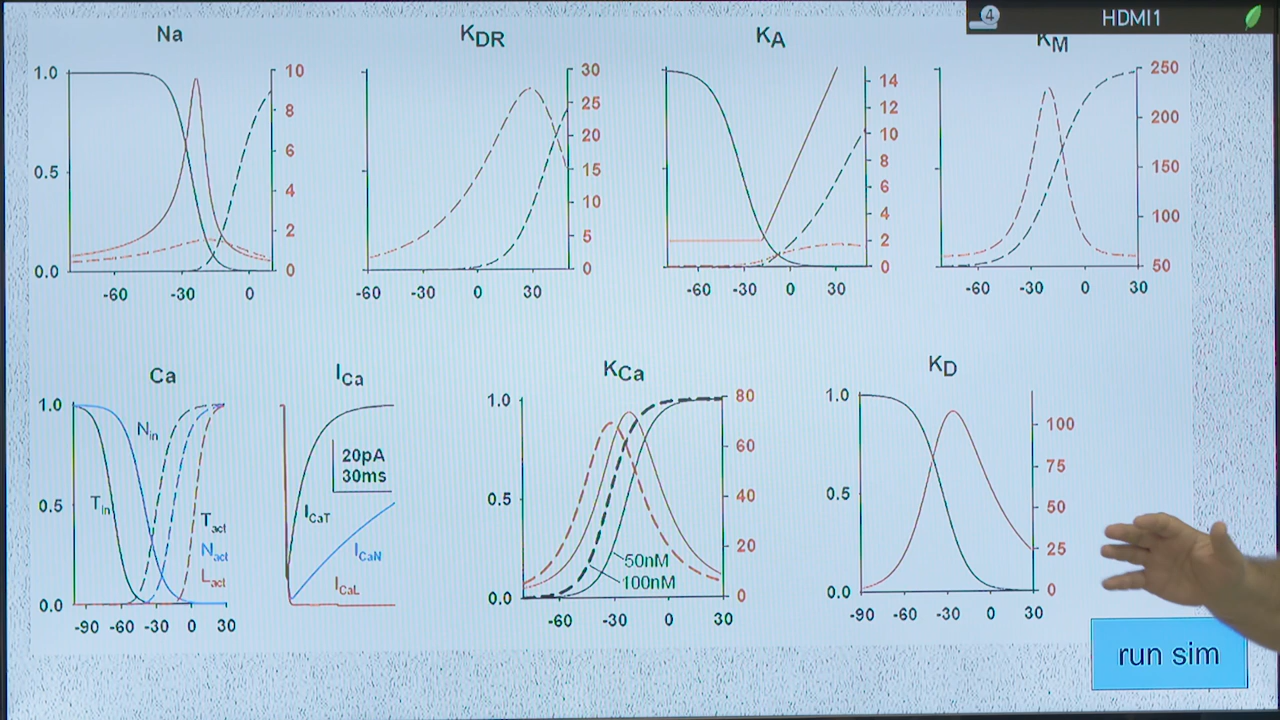 4 HDMI1
Na
1.0
0.5
0.0
10
8
6
4
2
0
-60 -30 0
KDR
30
25
20
15
10
5
0
-60 -30 0 30
KA
14
12
10
8
6
4
2
0
-60 -30 0 30
KM
250
200
150
100
50
-60 -30 0 30
Ca
1.0
0.5
0.0
Nin
Tin
Tact
Nact
Lact
-90 -60 -30 0 30
ICa
20pA
30ms
ICaT
ICaN
ICaL
KCa
1.0
0.5
0.0
80
60
40
20
0
50nM
100nM
-60 -30 0 30
KD
1.0
0.5
0.0
100
75
50
25
0
-90 -60 -30 0 30
run sim